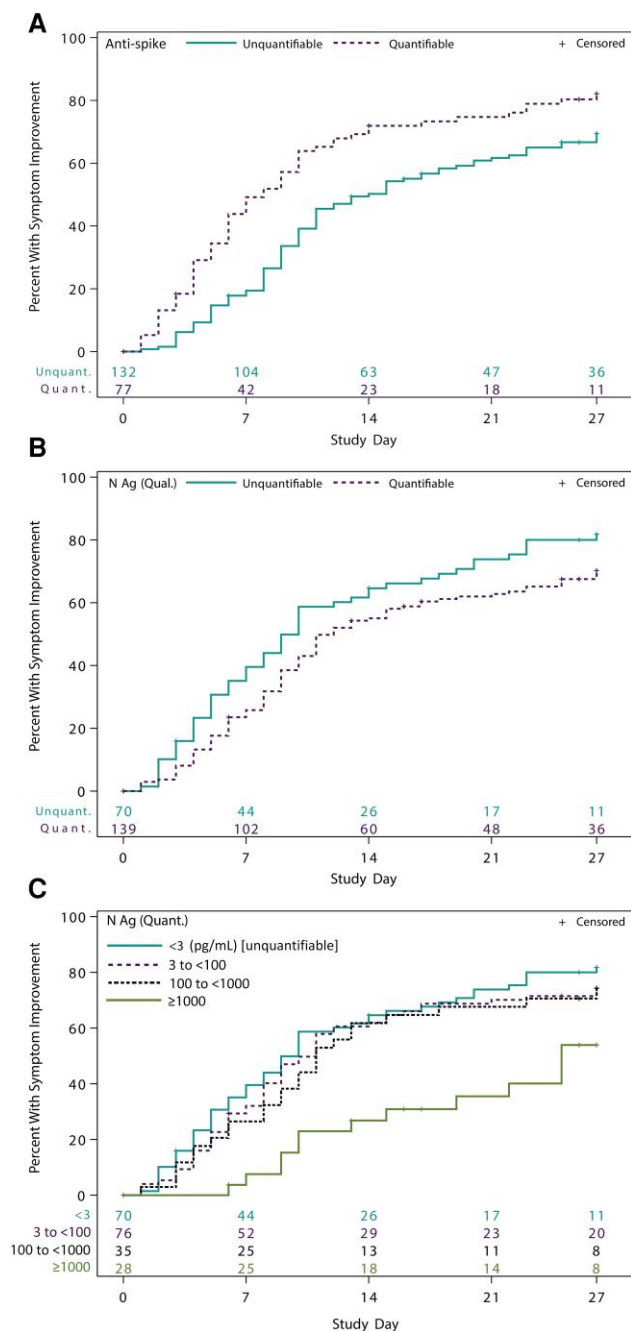 A
100
Anti-spike Unquantifiable Quantifiable + Censored
80
60
40
20
0
Percent With Symptom Improvement
Unquant. 132 104 63 47 36
Quant. 77 42 23 18 11
0 7 14 21 27
Study Day
B
100
N Ag (Qual.) Unquantifiable Quantifiable + Censored
80
60
40
20
0
Percent With Symptom Improvement
Unquant. 70 44 26 17 11
Quant. 139 102 60 48 36
0 7 14 21 27
Study Day
C
100
N Ag (Quant.) + Censored
<3 (pg/mL) [unquantifiable]
3 to <100
100 to <1000
≥1000
80
60
40
20
0
Percent With Symptom Improvement
<3 70 44 26 17 11
3 to <100 76 52 29 23 20
100 to <1000 35 25 13 11 8
≥1000 28 25 18 14 8
0 7 14 21 27
Study Day